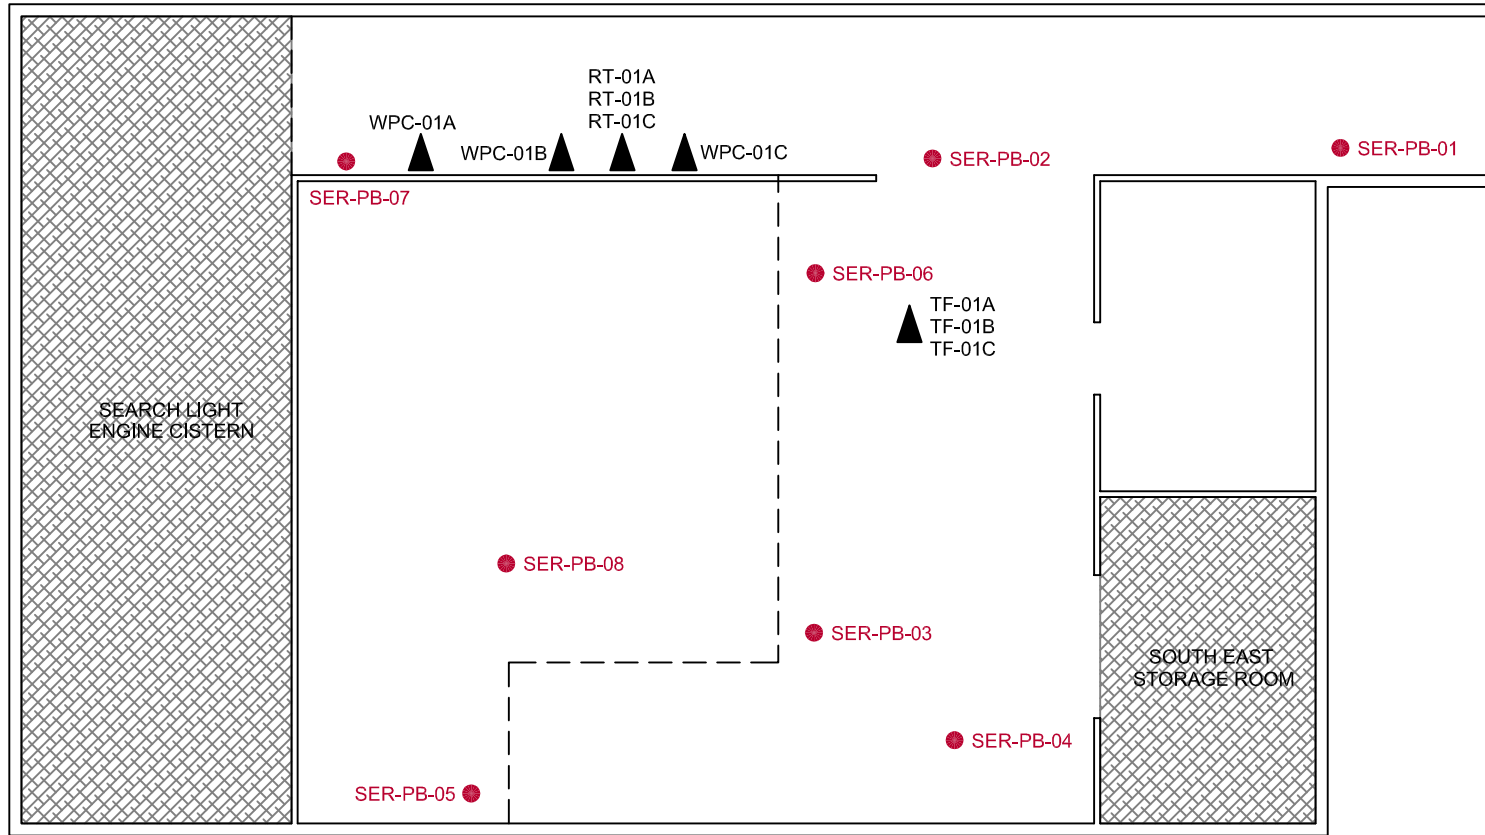 RT-01A
RT-01B
RT-01C
WPC-01A
WPC-01B
WPC-01C
SER-PB-02
SER-PB-01
SER-PB-07
SER-PB-06
TF-01A
TF-01B
TF-01C
SEARCH LIGHT
ENGINE CISTERN
SER-PB-08
SER-PB-03
SOUTH EAST
STORAGE ROOM
SER-PB-04
SER-PB-05